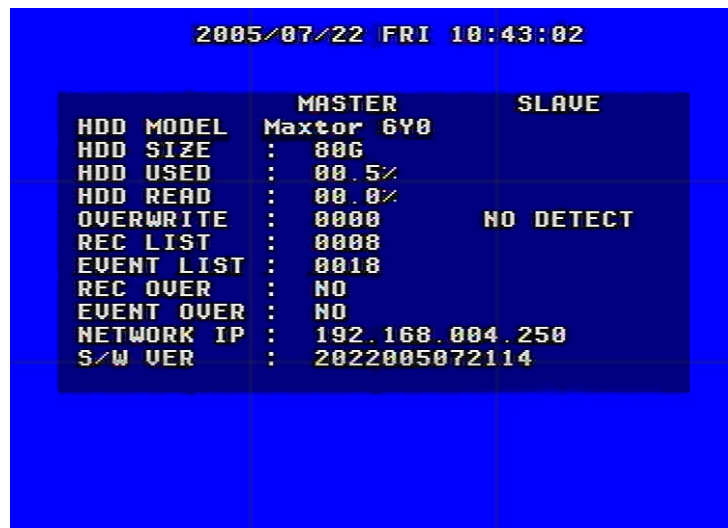 2005/07/22 FRI 10:43:02
MASTER SLAVE
HDD MODEL Maxtor 6Y0
HDD SIZE : 80G
HDD USED : 00.5%
HDD READ : 00.0%
OVERWRITE : 0000 NO DETECT
REC LIST : 0008
EVENT LIST : 0018
REC OVER : NO
EVENT OVER : NO
NETWORK IP : 192.168.004.250
S/W VER : 2022005072114